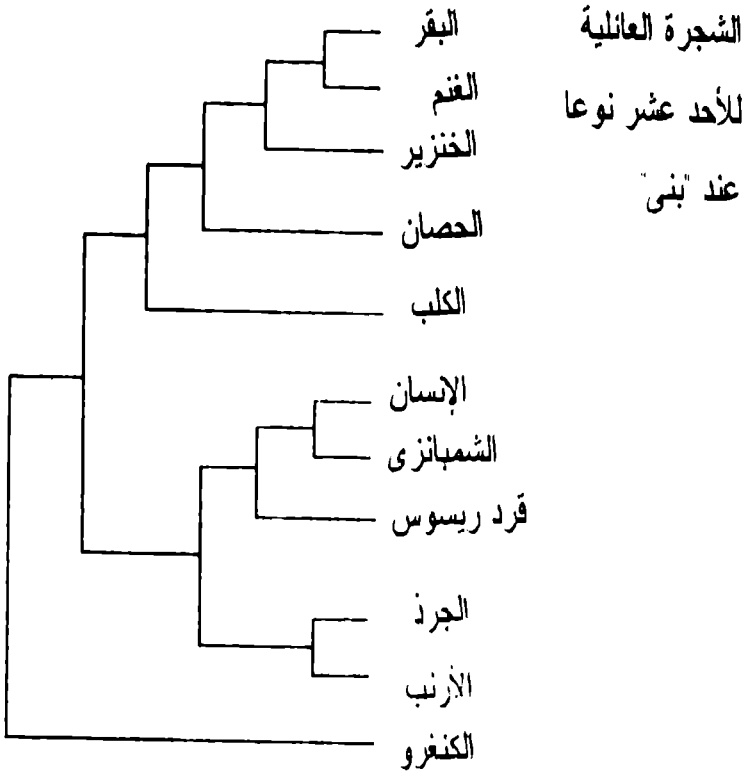 الشجرة العائلية
للأحد عشر نوعا
عند "بنى"
البقر
الغنم
الخنزير
الحصان
الكلب
الإنسان
الشمبانزى
قرد ريسوس
الجرذ
الأرنب
الكنغرو